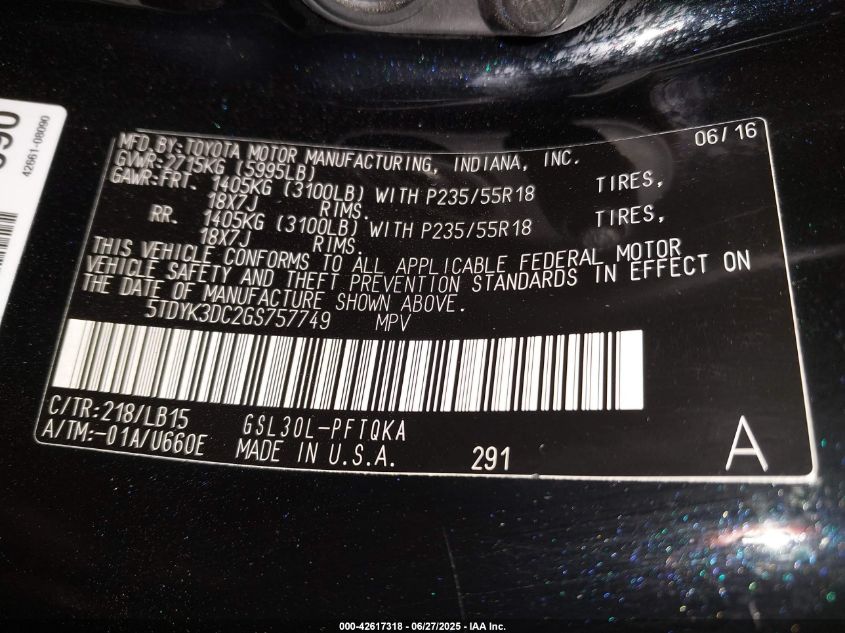 MFD.BY:TOYOTA MOTOR MANUFACTURING, INDIANA, INC. 06/16
GVWR:2715KG (5995LB)
GAWR:FRT. 1405KG (3100LB) WITH P235/55R18 TIRES,
18X7J RIMS.
RR. 1405KG (3100LB) WITH P235/55R18 TIRES,
18X7J RIMS.
THIS VEHICLE CONFORMS TO ALL APPLICABLE FEDERAL MOTOR
VEHICLE SAFETY AND THEFT PREVENTION STANDARDS IN EFFECT ON
THE DATE OF MANUFACTURE SHOWN ABOVE.
5TDYK3DC2GS757749 MPV
C/TR:218/LB15 GSL30L-PFTQKA
A/TM:-01A/U660E MADE IN U.S.A. 291 A
42661-08090
090
000-42617318 - 06/27/2025 - IAA Inc.